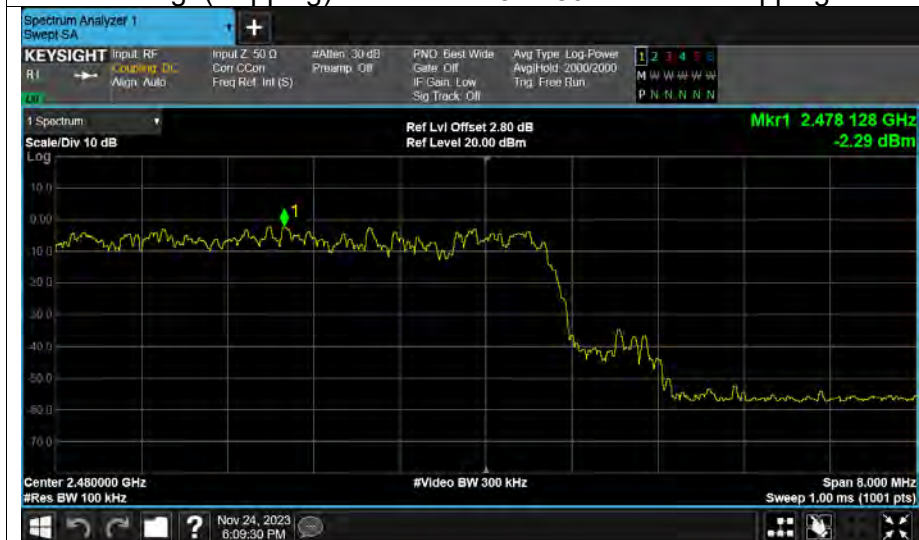 Spectrum Analyzer 1
Swept SA
KEYSIGHT Input: RF
Coupling: DC
Align: Auto
Input Z: 50 Ω
Corr CCorr
Freq Ref: Int (S)
#Atten: 30 dB
Preamp: Off
PNO: Best Wide
Gate: Off
IF Gain: Low
Sig Track: Off
Avg Type: Log-Power
Avg|Hold: 2000/2000
Trig: Free Run
1 2 3 4 5 6
M W W W W W
P N N N N N
1 Spectrum
Scale/Div 10 dB
Ref Lvl Offset 2.80 dB
Ref Level 20.00 dBm
Mkr1 2.478 128 GHz
-2.29 dBm
Log
10.0
0.00
1
-10.0
-20.0
-30.0
-40.0
-50.0
-60.0
-70.0
Center 2.480000 GHz
#Res BW 100 kHz
#Video BW 300 kHz
Span 8.000 MHz
Sweep 1.00 ms (1001 pts)
Nov 24, 2023
6:09:30 PM